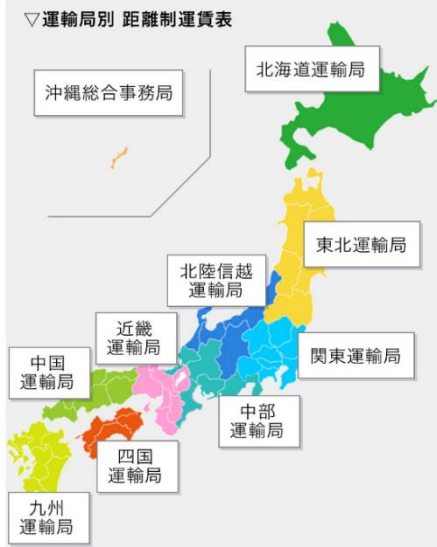 ▽運輸局別 距離制運賃表
北海道運輸局
沖縄総合事務局
東北運輸局
北陸信越
運輸局
近畿
運輸局
関東運輸局
中国
運輸局
中部
運輸局
四国
運輸局
九州
運輸局